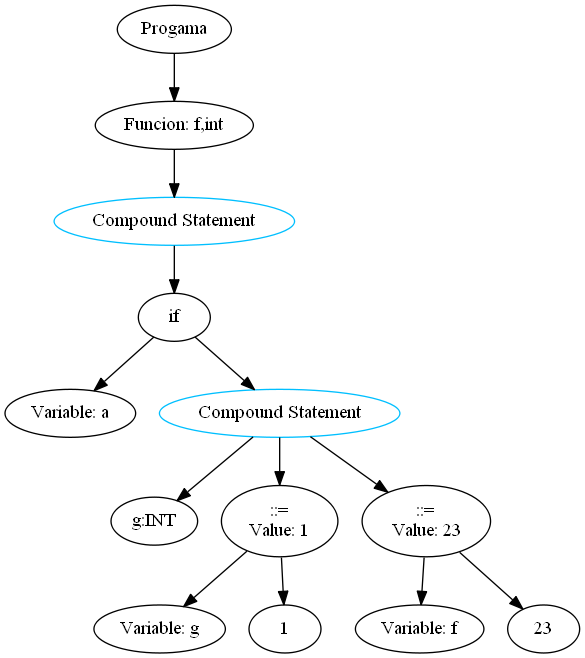 Progama
Funcion: f,int
Compound Statement
if
Variable: a
Compound Statement
g:INT
::=
Value: 1
::=
Value: 23
Variable: g
1
Variable: f
23